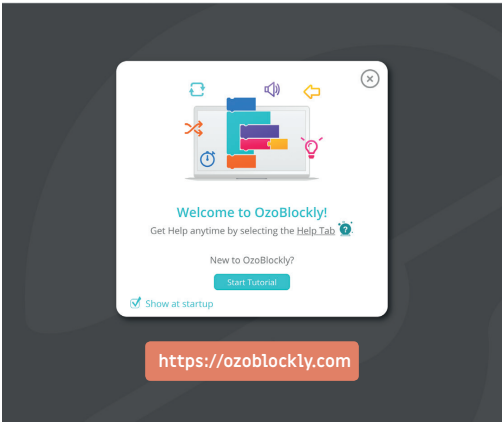 Welcome to OzoBlockly!
Get Help anytime by selecting the Help Tab ?
New to OzoBlockly?
Start Tutorial
Show at startup
https://ozoblockly.com